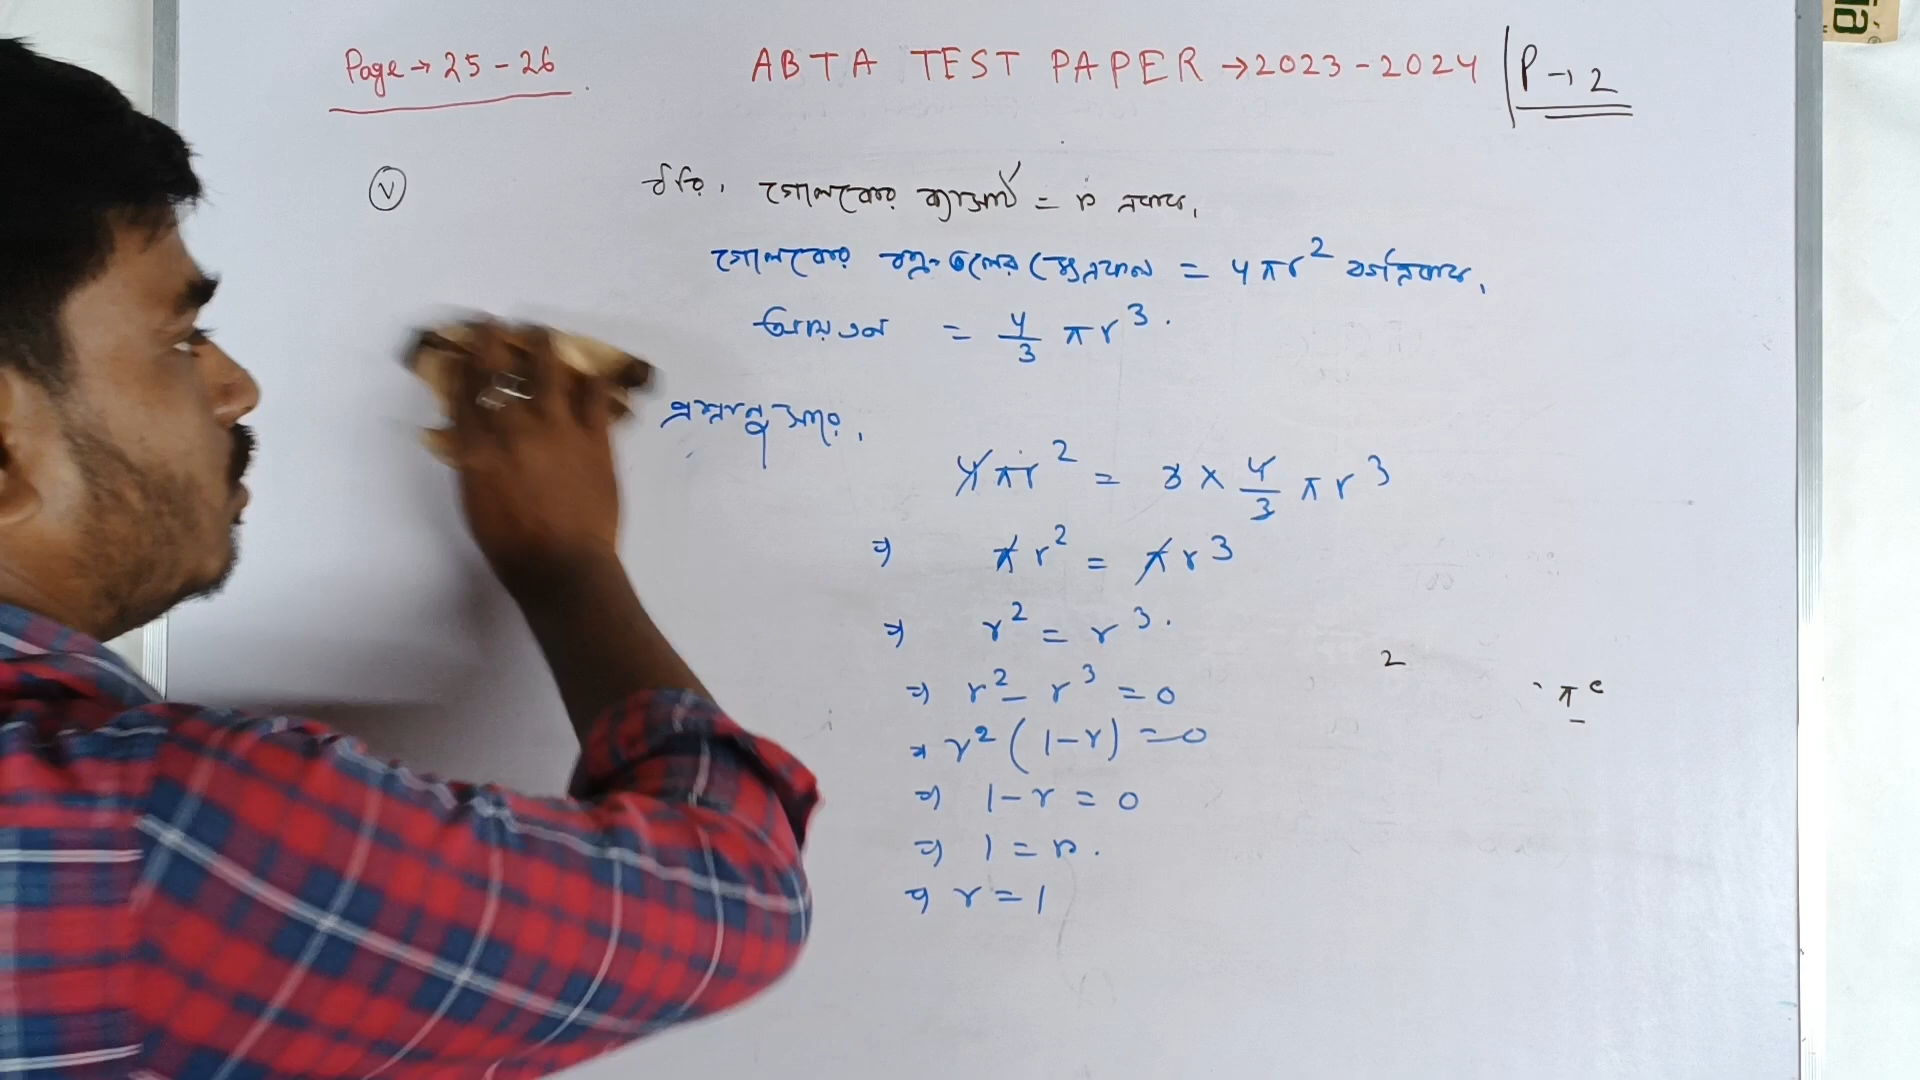 Page → 25 - 26
ABTA TEST PAPER → 2023 - 2024 | P → 2
(V) ধরি, গোলকের ব্যাসার্ধ = r একক,
গোলকের বক্রতলের ক্ষেত্রফল = 4πr² বর্গএকক,
আয়তন = 4/3 πr³.
প্রশ্নানুসারে,
4πr² = 3 × 4/3 πr³
⇒ πr² = πr³
⇒ r² = r³.
⇒ r² - r³ = 0
⇒ r² (1-r) = 0
⇒ 1 - r = 0
⇒ 1 = r.
⇒ r = 1
2
πᶜ